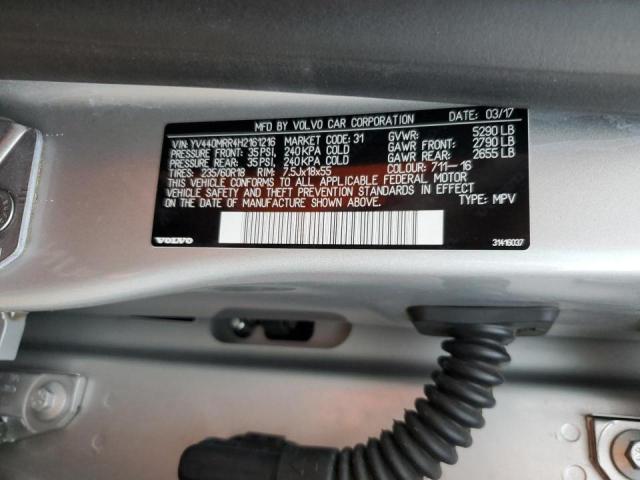 MFD BY VOLVO CAR CORPORATION DATE: 03/17
VIN: YV440MRR4H2161216 MARKET CODE: 31 GVWR: 5290 LB
PRESSURE FRONT: 35 PSI, 240 KPA COLD GAWR FRONT: 2790 LB
PRESSURE REAR: 35 PSI, 240 KPA COLD GAWR REAR: 2655 LB
TIRES: 235/60R18 RIM: 7,5Jx18x55 COLOUR: 711-16
THIS VEHICLE CONFORMS TO ALL APPLICABLE FEDERAL MOTOR
VEHICLE SAFETY AND THEFT PREVENTION STANDARDS IN EFFECT
ON THE DATE OF MANUFACTURE SHOWN ABOVE. TYPE: MPV
VOLVO 31416037